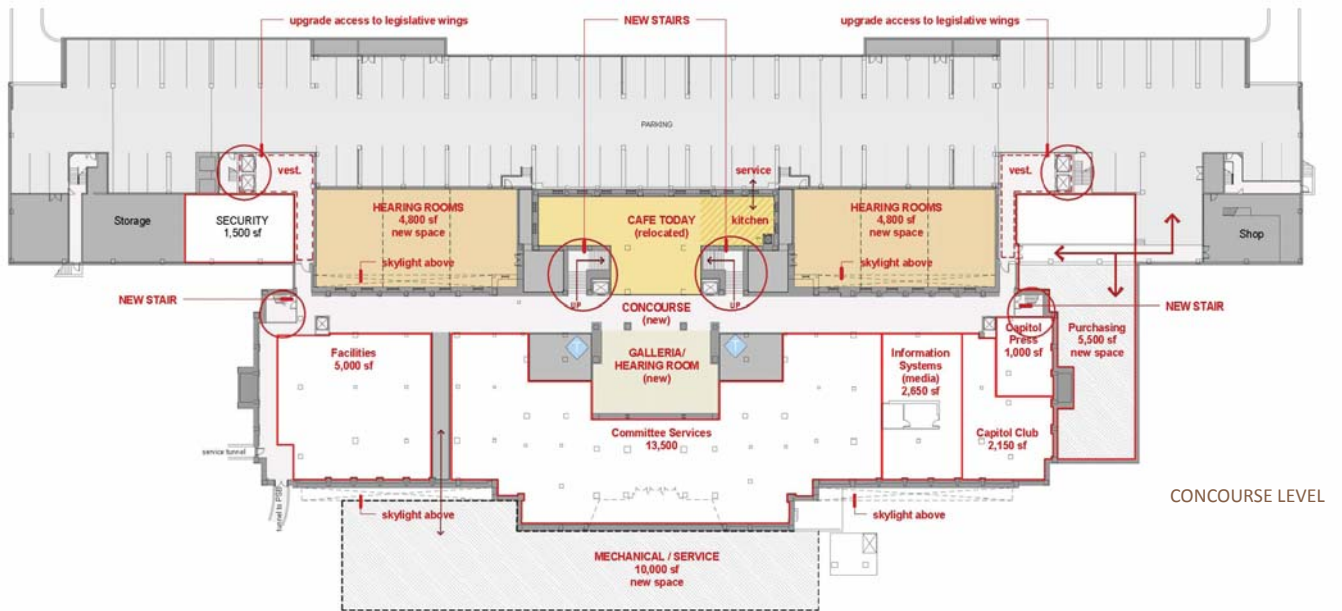 upgrade access to legislative wings
NEW STAIRS
upgrade access to legislative wings
PARKING
vest.
service
vest.
Storage
SECURITY
1,500 sf
HEARING ROOMS
4,800 sf
new space
CAFE TODAY
(relocated)
kitchen
HEARING ROOMS
4,800 sf
new space
Shop
skylight above
skylight above
NEW STAIR
UP
UP
NEW STAIR
CONCOURSE
(new)
Facilities
5,000 sf
GALLERIA/
HEARING ROOM
(new)
Information
Systems
(media)
2,650 sf
Capitol
Press
1,000 sf
Purchasing
5,500 sf
new space
Committee Services
13,500
Capitol Club
2,150 sf
service tunnel
tunnel to PSB
skylight above
skylight above
CONCOURSE LEVEL
MECHANICAL / SERVICE
10,000 sf
new space